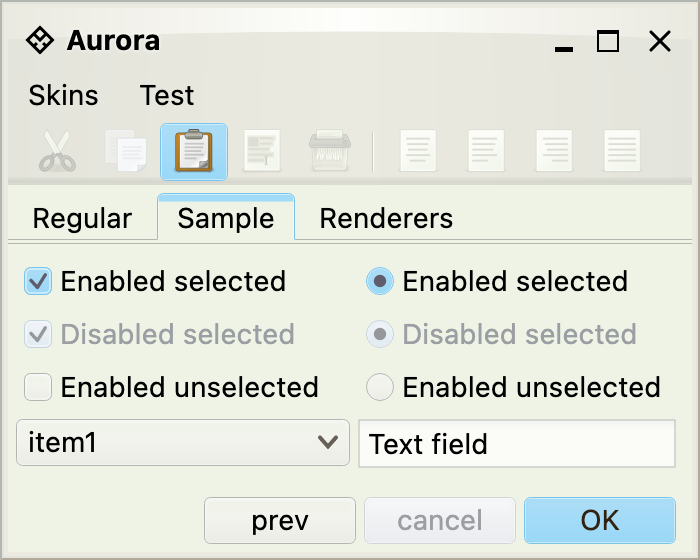 Aurora
Skins Test
Regular Sample Renderers
Enabled selected Enabled selected
Disabled selected Disabled selected
Enabled unselected Enabled unselected
item1 Text field
prev cancel OK